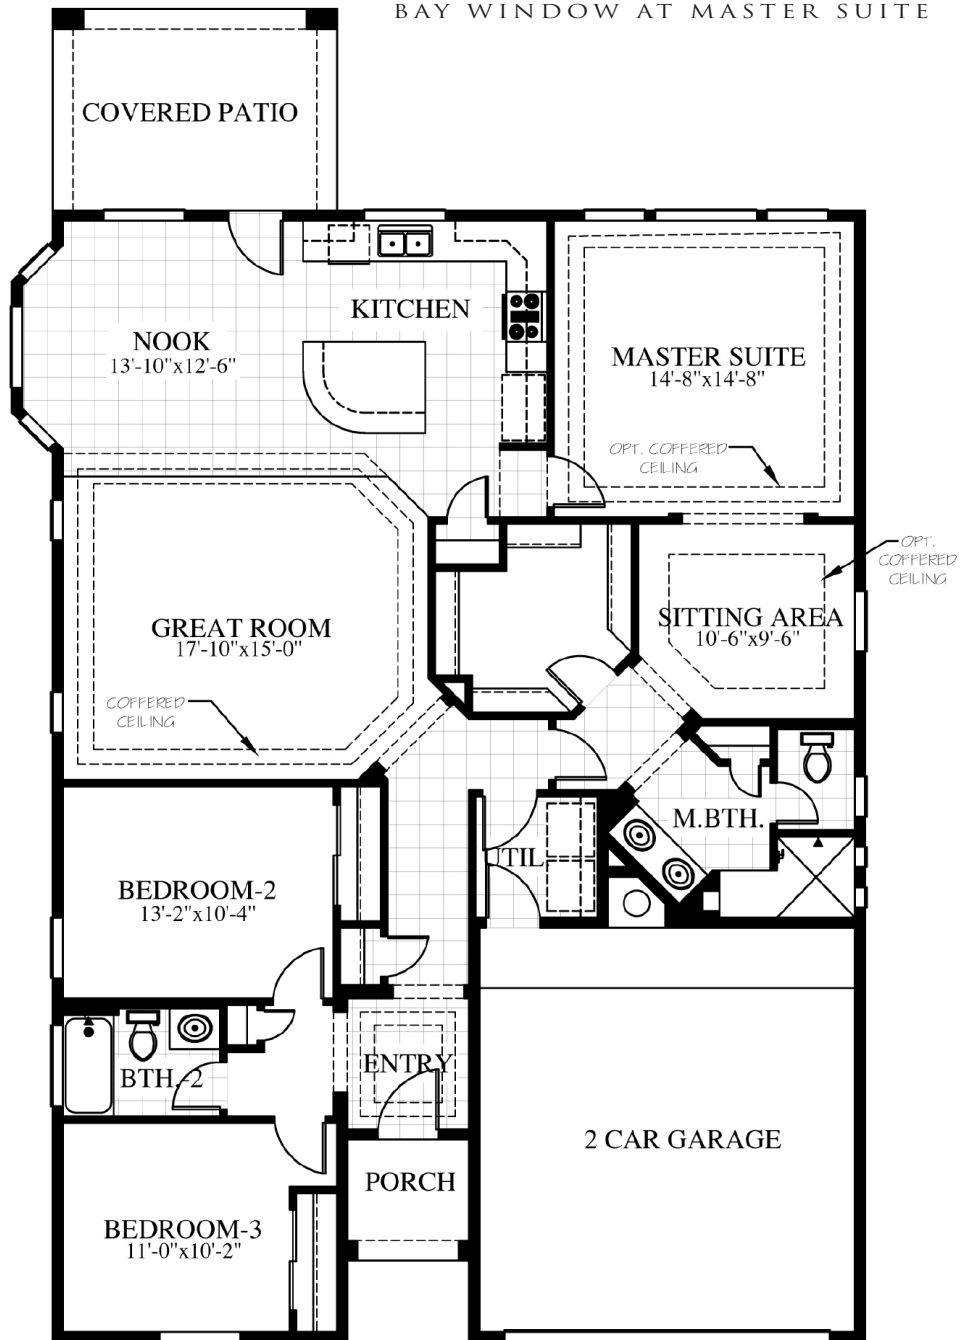 BAY WINDOW AT MASTER SUITE
COVERED PATIO
KITCHEN
NOOK
13'-10"x12'-6"
MASTER SUITE
14'-8"x14'-8"
OPT. COFFERED
CEILING
OPT.
COFFERED
CEILING
SITTING AREA
10'-6"x9'-6"
GREAT ROOM
17'-10"x15'-0"
COFFERED
CEILING
M.BTH.
UTIL
BEDROOM-2
13'-2"x10'-4"
ENTRY
BTH.-2
2 CAR GARAGE
PORCH
BEDROOM-3
11'-0"x10'-2"